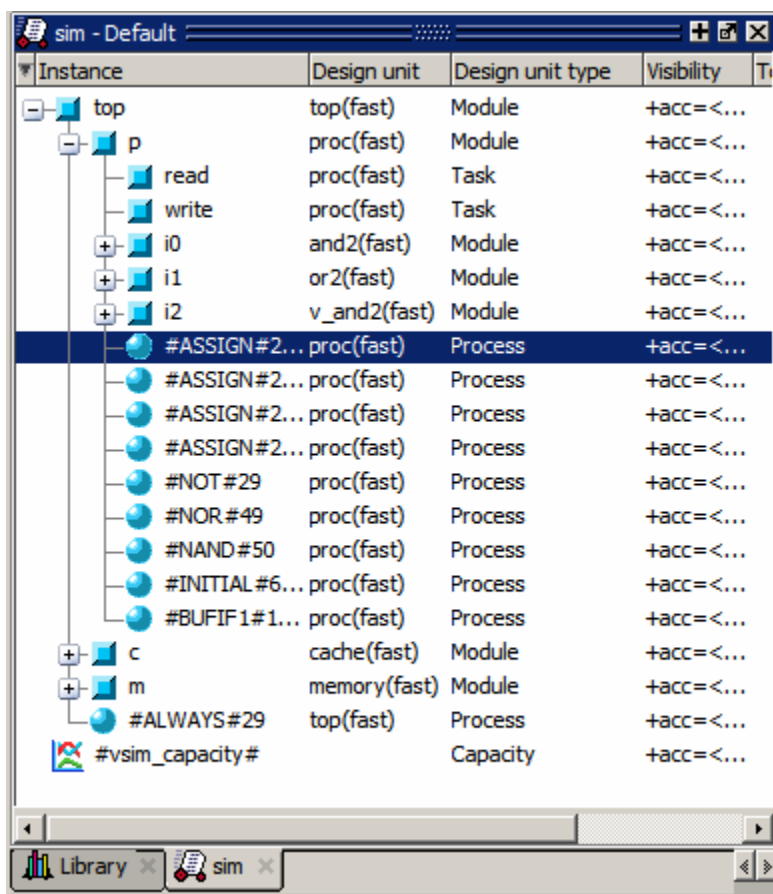 sim - Default
Instance Design unit Design unit type Visibility T
top top(fast) Module +acc=<...
p proc(fast) Module +acc=<...
read proc(fast) Task +acc=<...
write proc(fast) Task +acc=<...
i0 and2(fast) Module +acc=<...
i1 or2(fast) Module +acc=<...
i2 v_and2(fast) Module +acc=<...
#ASSIGN#2... proc(fast) Process +acc=<...
#ASSIGN#2... proc(fast) Process +acc=<...
#ASSIGN#2... proc(fast) Process +acc=<...
#ASSIGN#2... proc(fast) Process +acc=<...
#NOT#29 proc(fast) Process +acc=<...
#NOR#49 proc(fast) Process +acc=<...
#NAND#50 proc(fast) Process +acc=<...
#INITIAL#6... proc(fast) Process +acc=<...
#BUFIF1#1... proc(fast) Process +acc=<...
c cache(fast) Module +acc=<...
m memory(fast) Module +acc=<...
#ALWAYS#29 top(fast) Process +acc=<...
#vsim_capacity# Capacity +acc=<...
Library sim